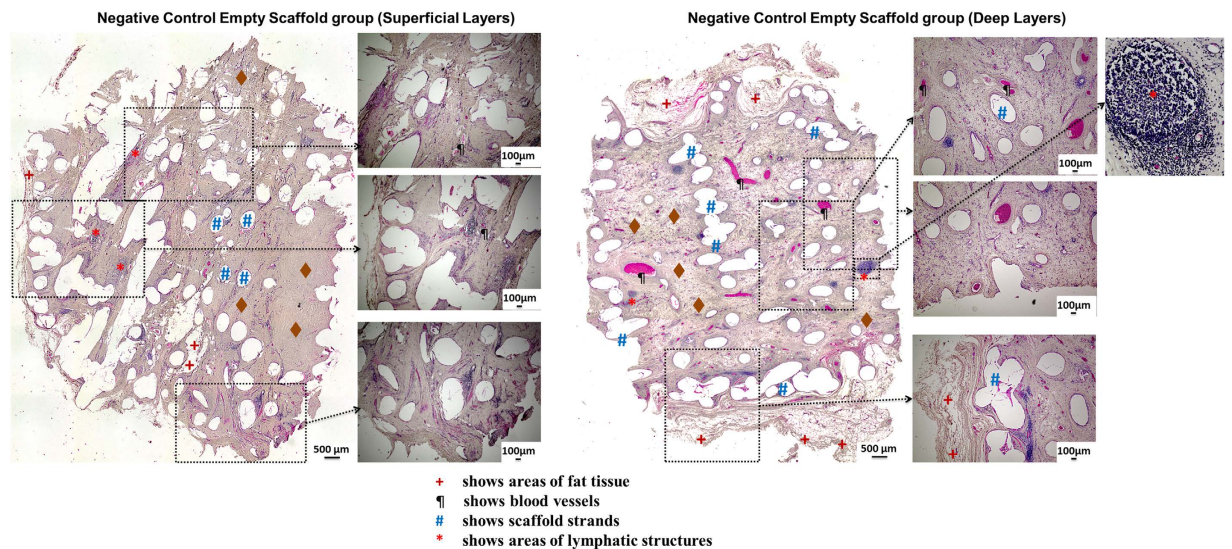 Negative Control Empty Scaffold group (Superficial Layers)
Negative Control Empty Scaffold group (Deep Layers)
100µm
100µm
100µm
100µm
100µm
500 µm
100µm
500 µm
100µm
+ shows areas of fat tissue
¶ shows blood vessels
# shows scaffold strands
* shows areas of lymphatic structures